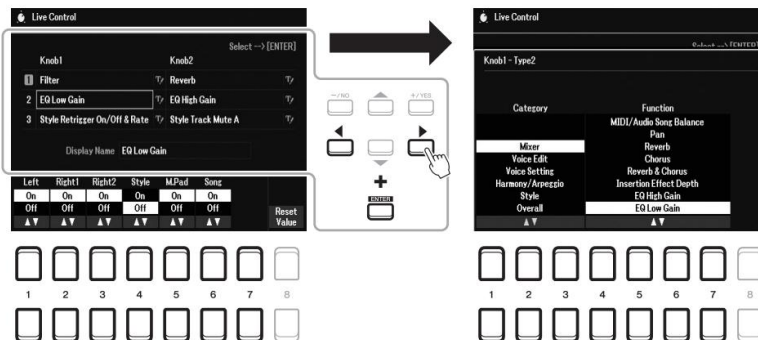 Live Control
Select --> [ENTER]
Knob1 Knob2
1 Filter Reverb
2 EQ Low Gain EQ High Gain
3 Style Retrigger On/Off & Rate Style Track Mute A
Display Name EQ Low Gain
Left Right1 Right2 Style M.Pad Song
On On On On On On
Off Off Off Off Off Off
Reset
Value
▲▼ ▲▼ ▲▼ ▲▼ ▲▼ ▲▼
1 2 3 4 5 6 7 8
−/NO +/YES
+
ENTER
Live Control
Select --> [ENTER]
Knob1 - Type2
Category Function
MIDI/Audio Song Balance
Pan
Mixer Reverb
Voice Edit Chorus
Voice Setting Reverb & Chorus
Harmony/Arpeggio Insertion Effect Depth
Style EQ High Gain
Overall EQ Low Gain
▲▼ ▲▼
1 2 3 4 5 6 7 8